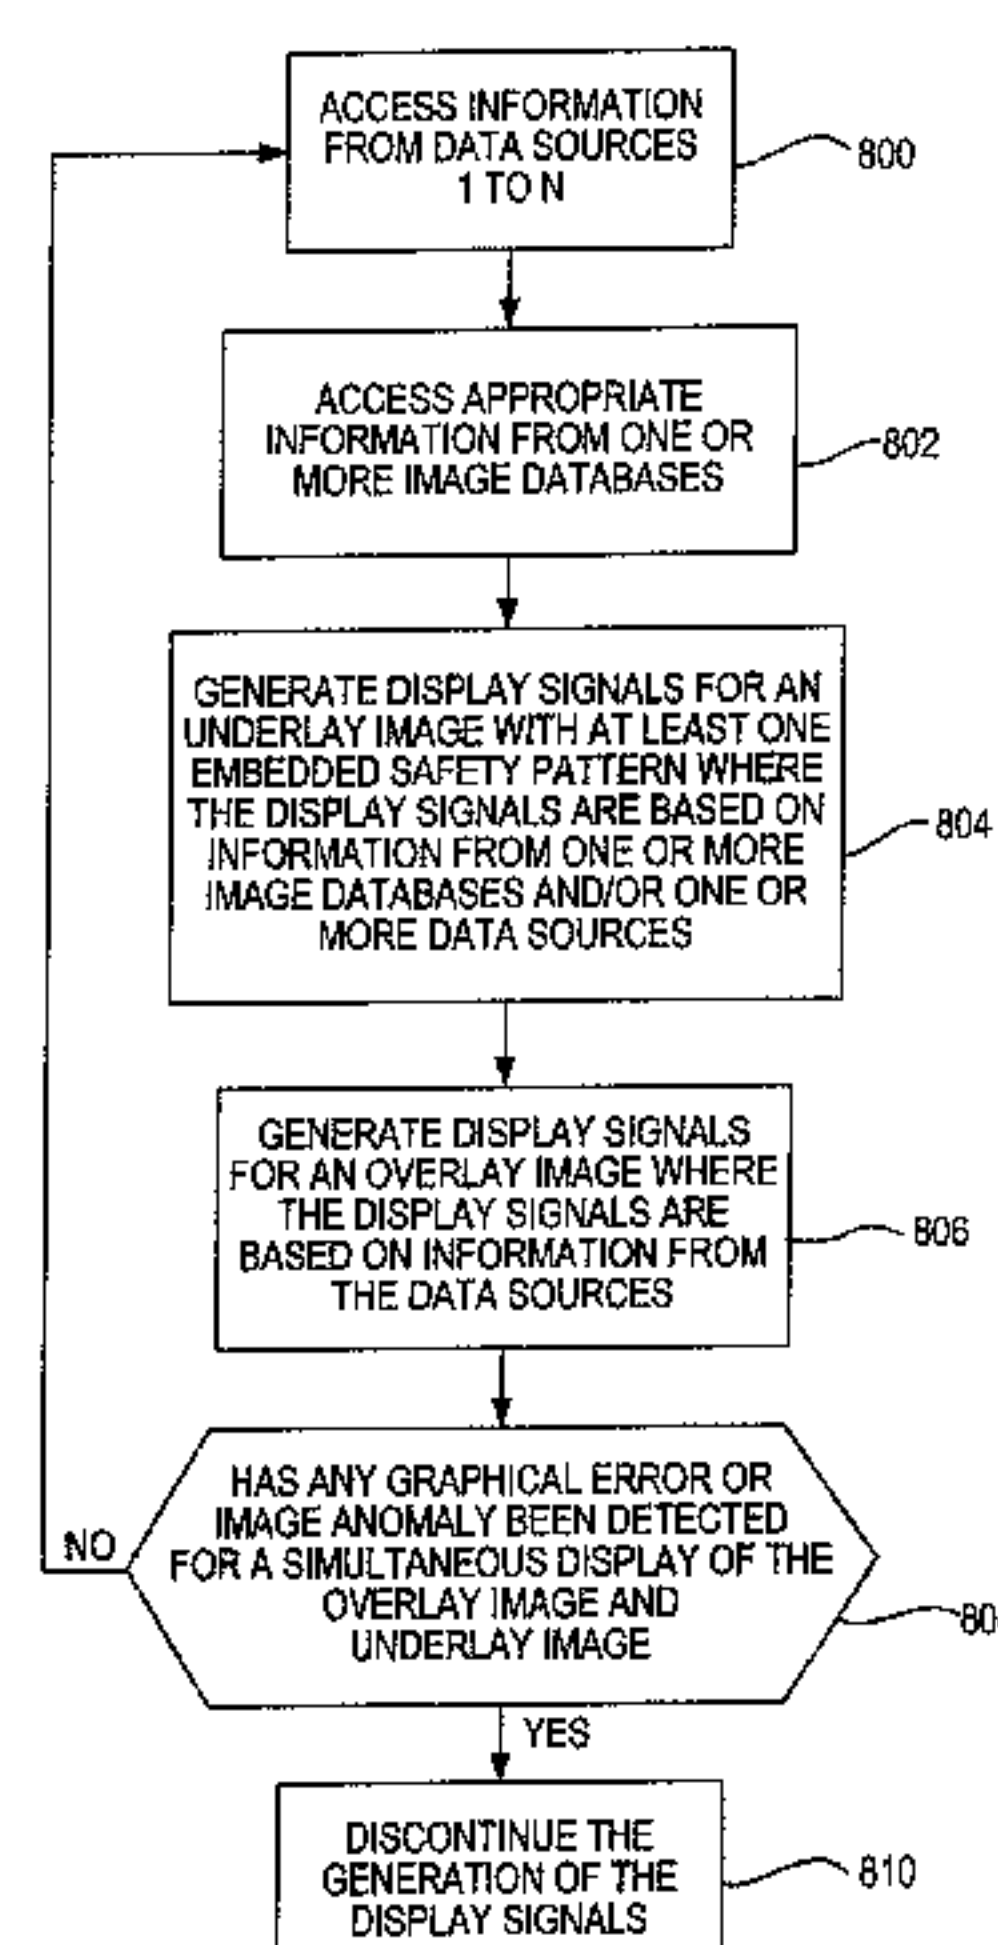 ACCESS INFORMATION
FROM DATA SOURCES
1 TO N
800
ACCESS APPROPRIATE
INFORMATION FROM ONE OR
MORE IMAGE DATABASES
802
GENERATE DISPLAY SIGNALS FOR AN
UNDERLAY IMAGE WITH AT LEAST ONE
EMBEDDED SAFETY PATTERN WHERE
THE DISPLAY SIGNALS ARE BASED ON
INFORMATION FROM ONE OR MORE
IMAGE DATABASES AND/OR ONE OR
MORE DATA SOURCES
804
GENERATE DISPLAY SIGNALS
FOR AN OVERLAY IMAGE WHERE
THE DISPLAY SIGNALS ARE
BASED ON INFORMATION FROM
THE DATA SOURCES
806
HAS ANY GRAPHICAL ERROR OR
IMAGE ANOMALY BEEN DETECTED
FOR A SIMULTANEOUS DISPLAY OF THE
OVERLAY IMAGE AND
UNDERLAY IMAGE
NO
YES
DISCONTINUE THE
GENERATION OF THE
DISPLAY SIGNALS
810